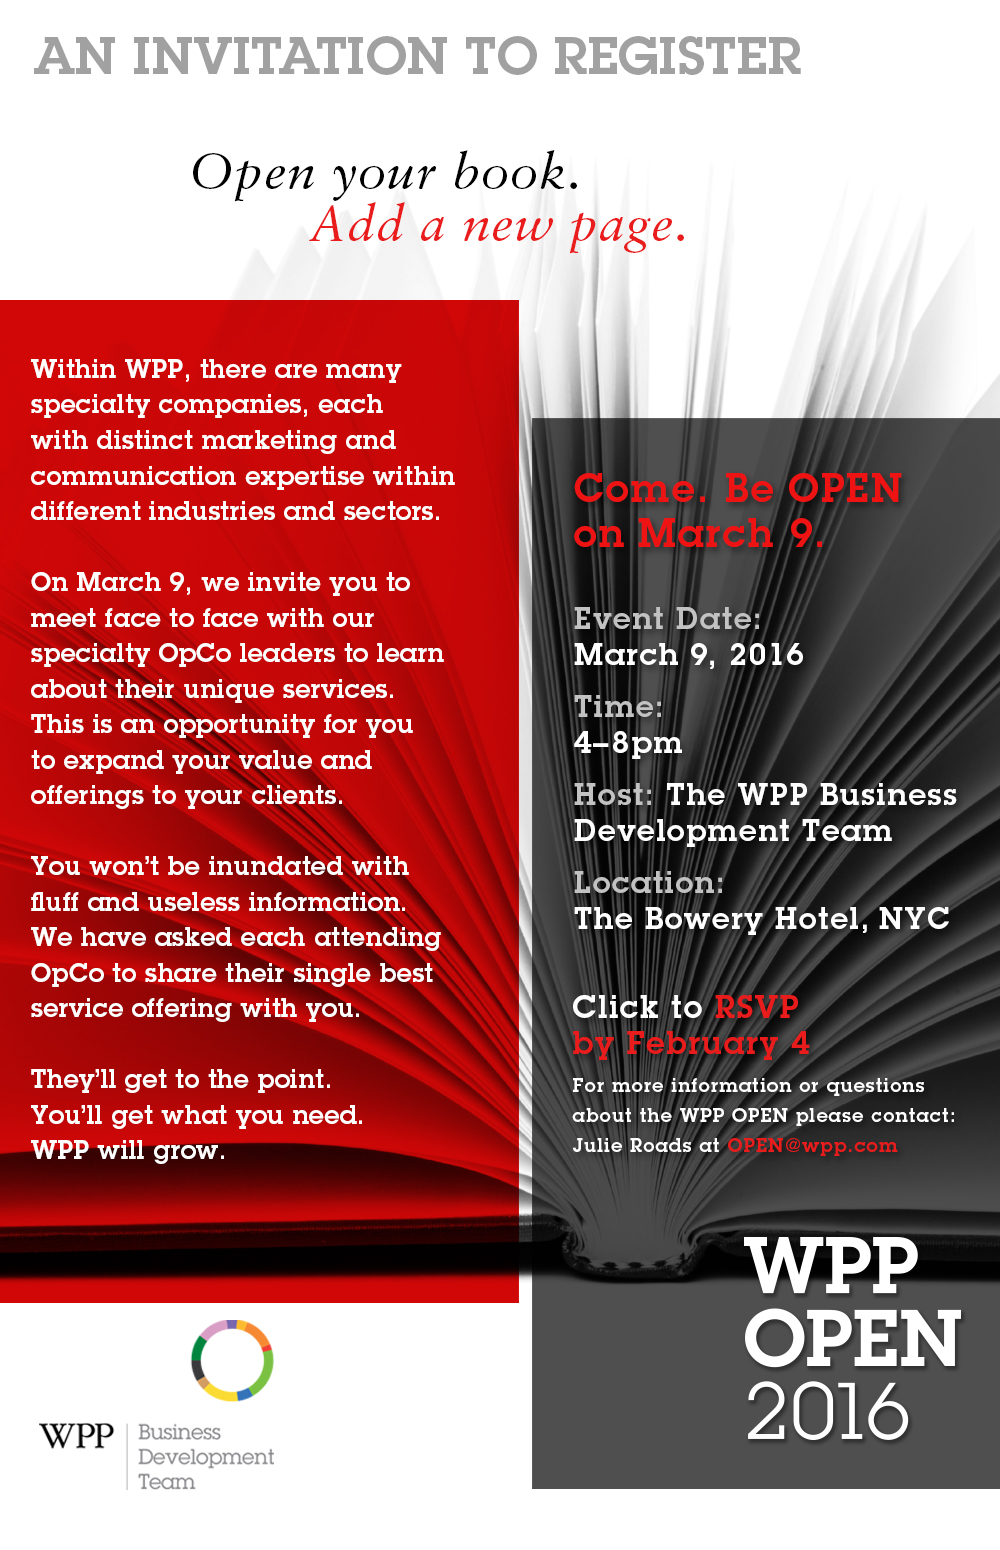 AN INVITATION TO REGISTER
Open your book.
Add a new page.
Within WPP, there are many
specialty companies, each
with distinct marketing and
communication expertise within
different industries and sectors.
On March 9, we invite you to
meet face to face with our
specialty OpCo leaders to learn
about their unique services.
This is an opportunity for you
to expand your value and
offerings to your clients.
You won't be inundated with
fluff and useless information.
We have asked each attending
OpCo to share their single best
service offering with you.
They'll get to the point.
You'll get what you need.
WPP will grow.
Come. Be OPEN
on March 9.
Event Date:
March 9, 2016
Time:
4–8pm
Host: The WPP Business
Development Team
Location:
The Bowery Hotel, NYC
Click to RSVP
by February 4
For more information or questions
about the WPP OPEN please contact:
Julie Roads at OPEN@wpp.com
WPP
OPEN
2016
WPP
Business
Development
Team